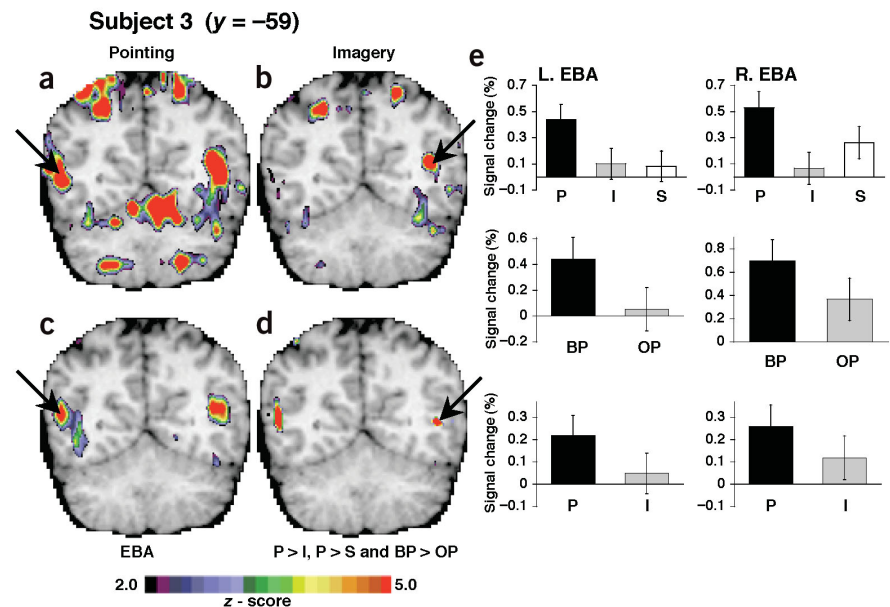 Subject 3 (y = –59)
Pointing
Imagery
a
b
c
d
EBA
P > I, P > S and BP > OP
2.0
5.0
z - score
e
L. EBA
R. EBA
Signal change (%)
0.7
0.5
0.1
–0.1
P
I
S
0.7
0.5
0.1
–0.1
P
I
S
Signal change (%)
0.6
0.4
0.2
0
–0.2
BP
OP
0.8
0.6
0.4
0.2
0
BP
OP
Signal change (%)
0.3
0.2
0.1
0
–0.1
P
I
0.3
0.2
0.1
0
–0.1
P
I